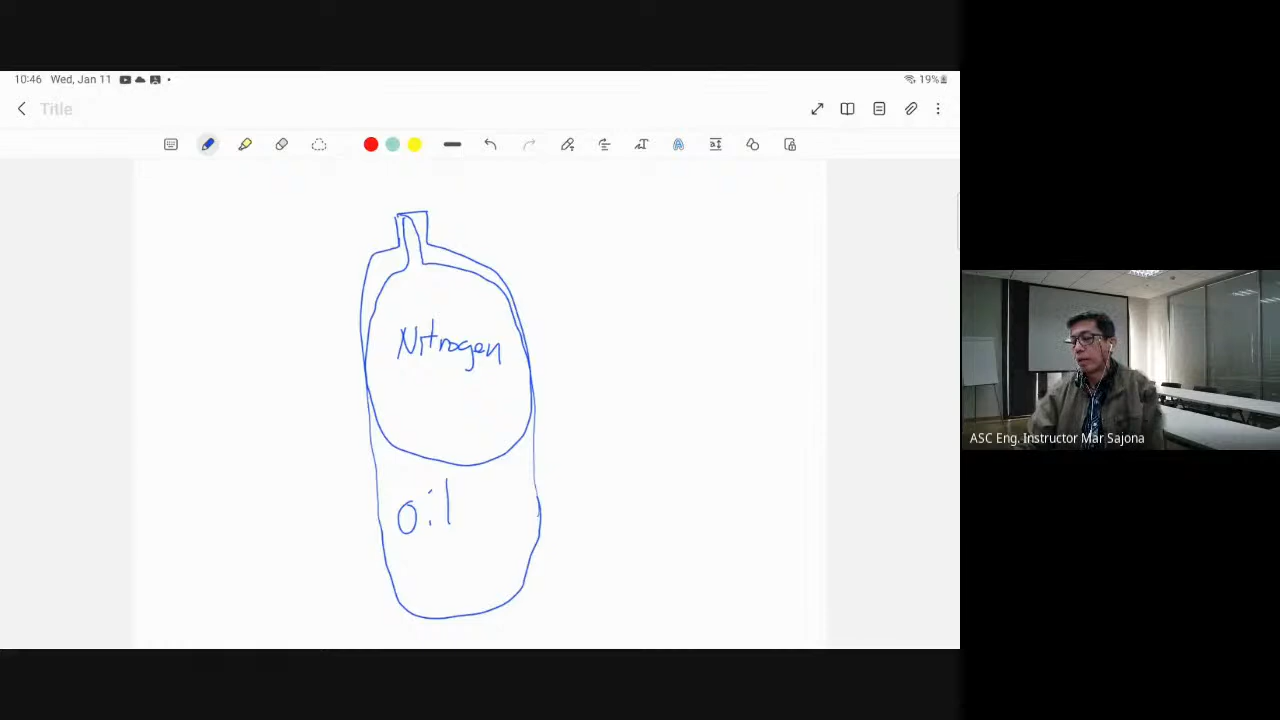 10:46 Wed, Jan 11
19%
Title
Nitrogen
oil
ASC Eng. Instructor Mar Sajona